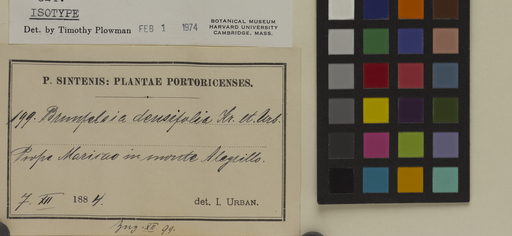 ISOTYPE
Det. by Timothy Plowman FEB 1 1974
BOTANICAL MUSEUM
HARVARD UNIVERSITY
CAMBRIDGE, MASS.
P. SINTENIS: PLANTAE PORTORICENSES.
199. Brunfelsia densifolia Kr. et Urb.
Prope Maricao in monte Alegrillo.
7 XII 1884. det. I. URBAN.